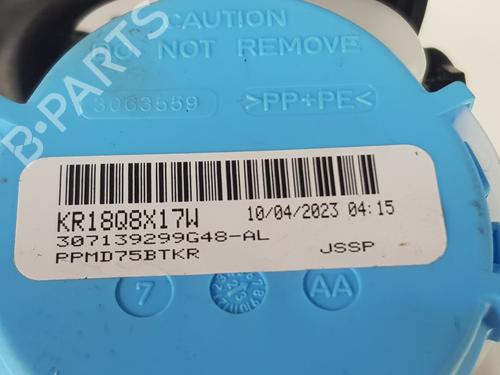 CAUTION
DO NOT REMOVE
3063559
>PP+PE<
B-PARTS
KR18Q8X17W
10/04/2023 04:15
307139299G48-AL
PPMD75BTKR
JSSP
7
AA